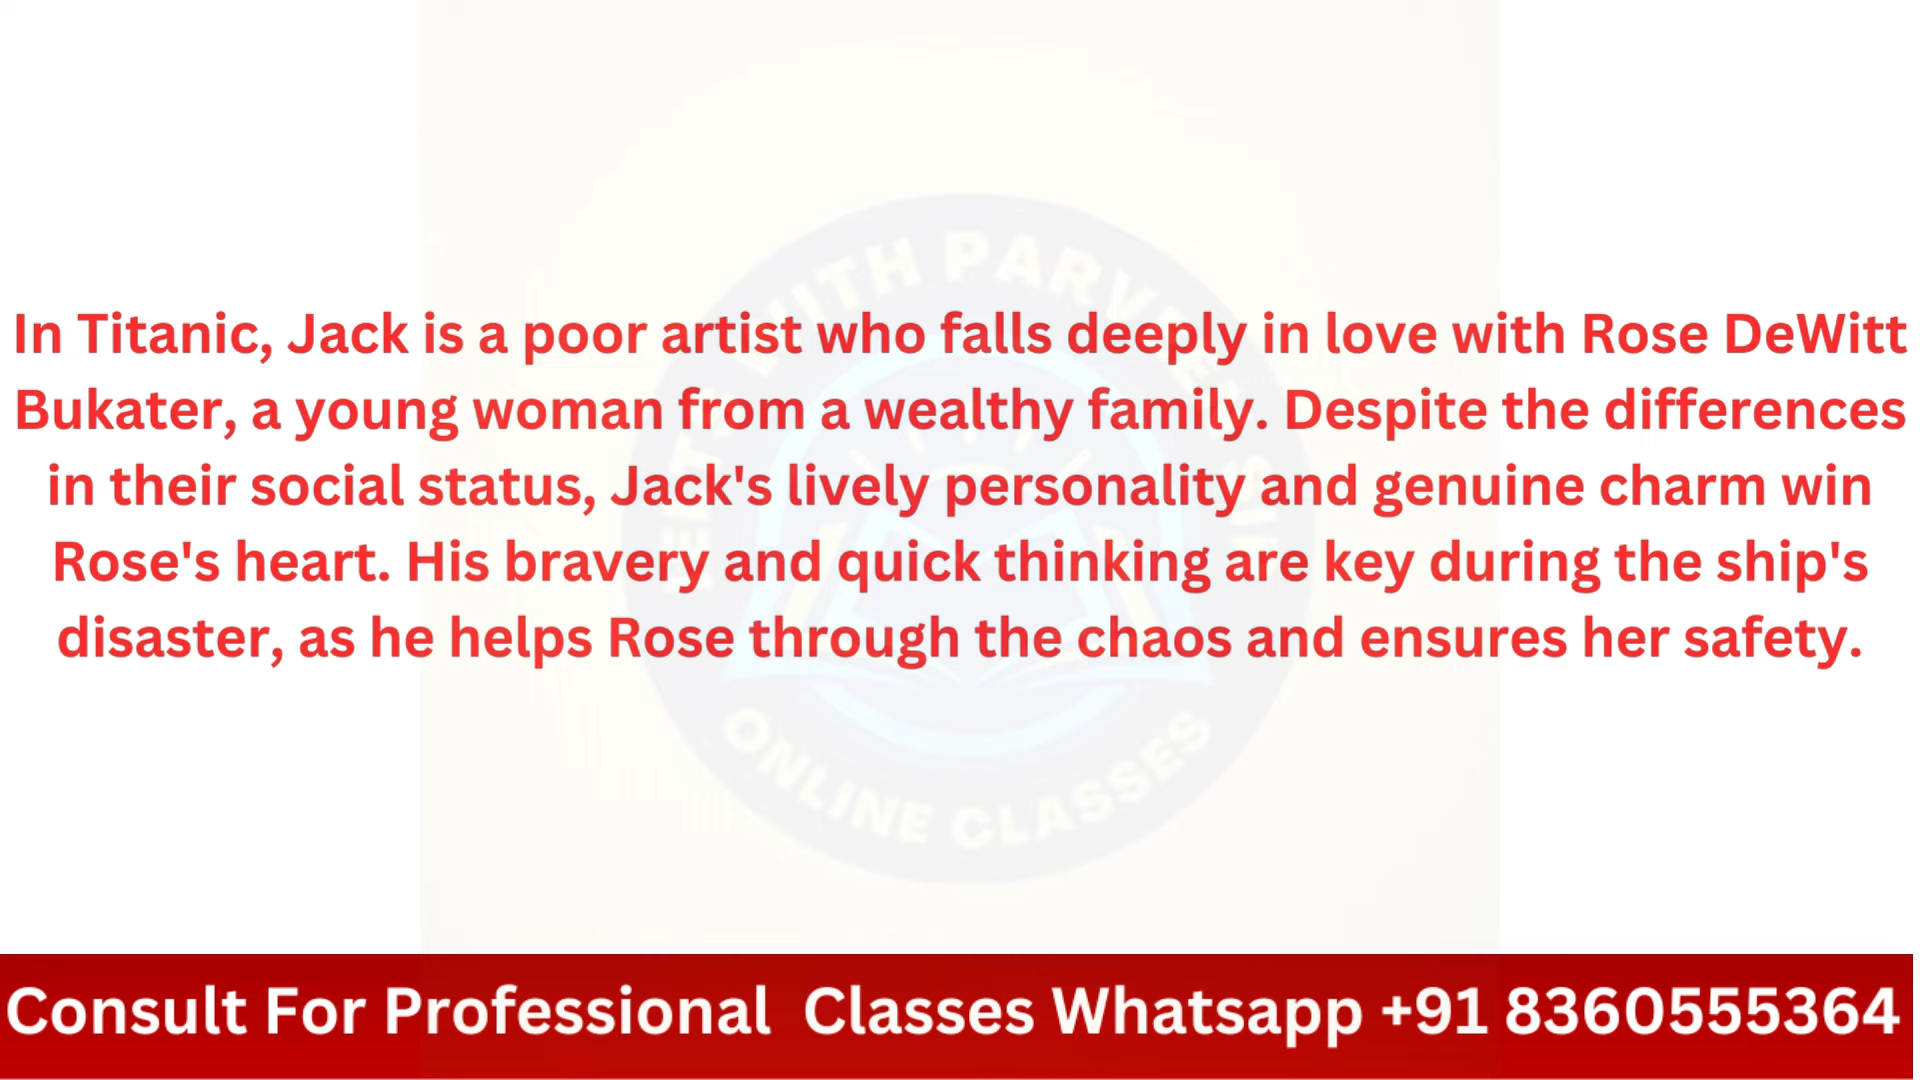 In Titanic, Jack is a poor artist who falls deeply in love with Rose DeWitt
Bukater, a young woman from a wealthy family. Despite the differences
in their social status, Jack's lively personality and genuine charm win
Rose's heart. His bravery and quick thinking are key during the ship's
disaster, as he helps Rose through the chaos and ensures her safety.
ONLINE CLASSES
Consult For Professional  Classes Whatsapp +91 8360555364